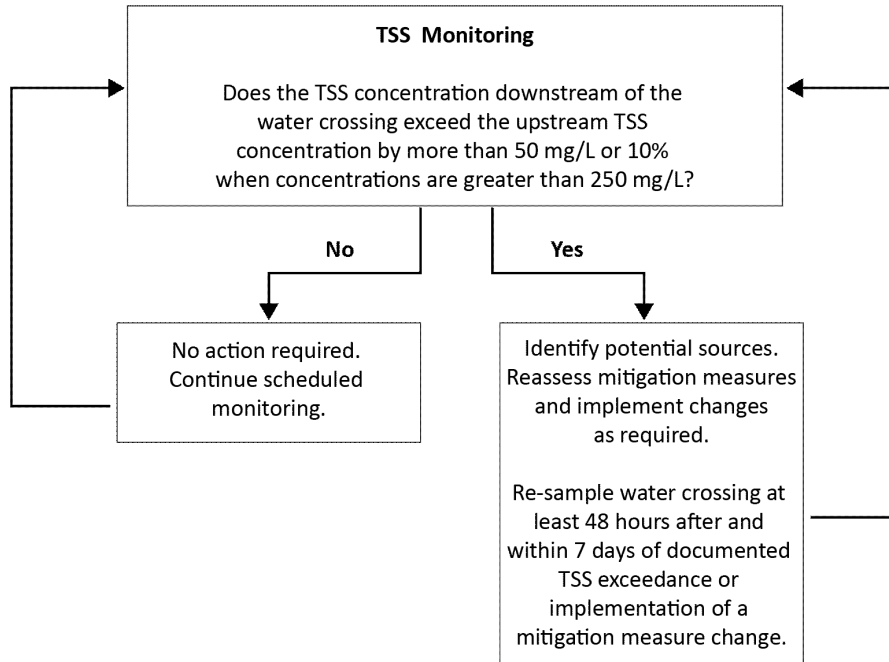 TSS Monitoring
Does the TSS concentration downstream of the
water crossing exceed the upstream TSS
concentration by more than 50 mg/L or 10%
when concentrations are greater than 250 mg/L?
No
Yes
No action required.
Continue scheduled
monitoring.
Identify potential sources.
Reassess mitigation measures
and implement changes
as required.
Re-sample water crossing at
least 48 hours after and
within 7 days of documented
TSS exceedance or
implementation of a
mitigation measure change.